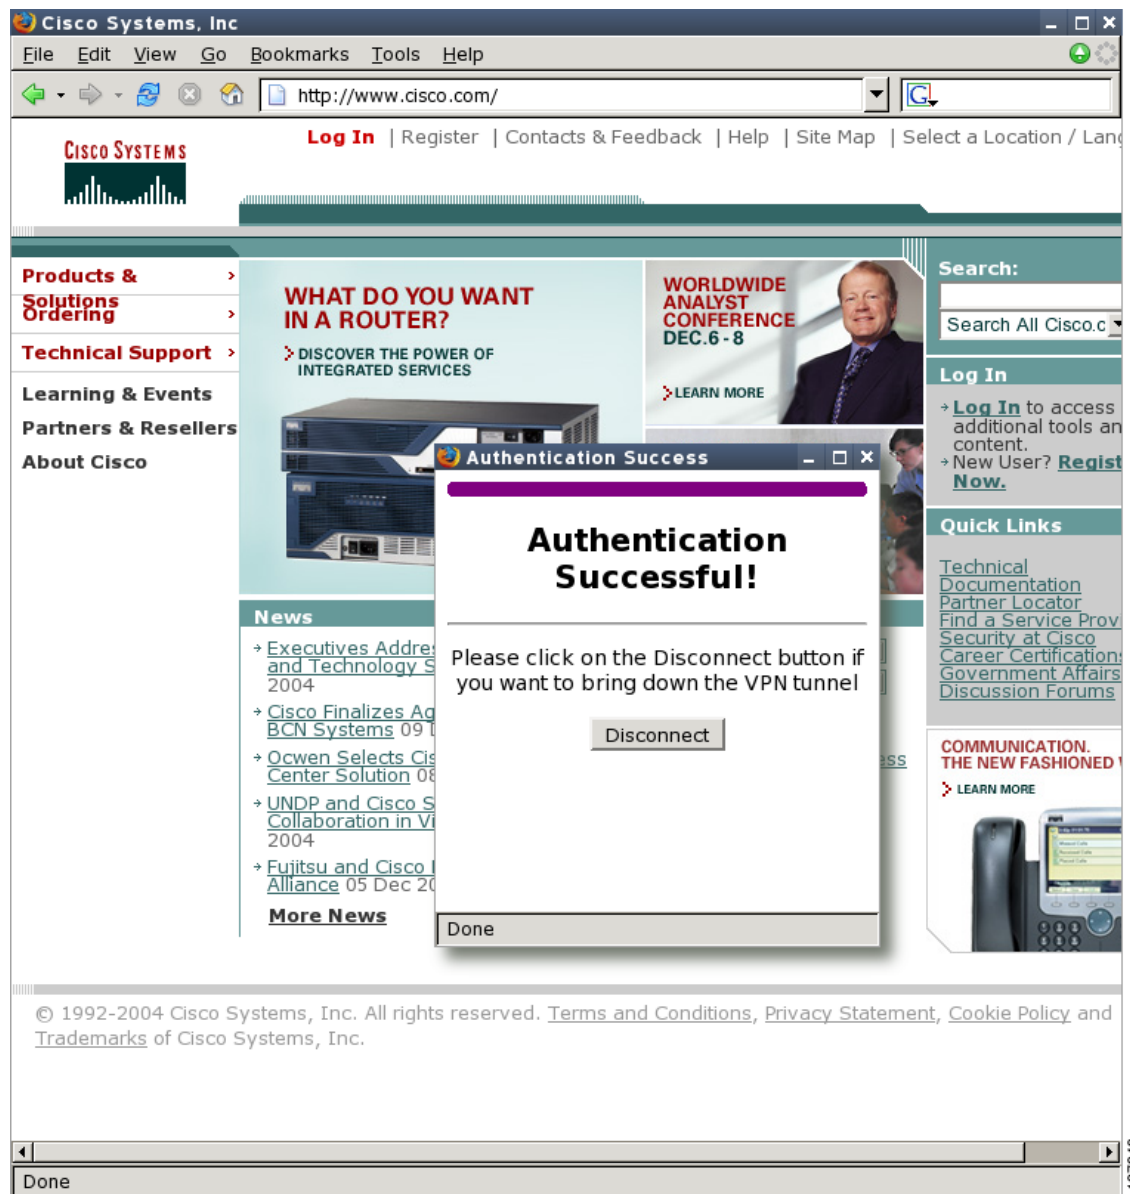 Cisco Systems, Inc
File Edit View Go Bookmarks Tools Help
http://www.cisco.com/
G
Log In | Register | Contacts & Feedback | Help | Site Map | Select a Location / Lang
CISCO SYSTEMS
Products &
Solutions
Ordering
Technical Support
Learning & Events
Partners & Resellers
About Cisco
WHAT DO YOU WANT
IN A ROUTER?
DISCOVER THE POWER OF
INTEGRATED SERVICES
WORLDWIDE
ANALYST
CONFERENCE
DEC.6 - 8
LEARN MORE
Search:
Search All Cisco.c
Log In
Log In to access
additional tools an
content.
New User? Regist
Now.
Quick Links
Technical
Documentation
Partner Locator
Find a Service Provi
Security at Cisco
Career Certifications
Government Affairs
Discussion Forums
News
Executives Addres
and Technology S
2004
Cisco Finalizes Ag
BCN Systems 09 D
Ocwen Selects Cis
Center Solution 08
UNDP and Cisco S
Collaboration in Vi
2004
Fujitsu and Cisco
Alliance 05 Dec 20
More News
ess
Authentication Success
Authentication
Successful!
Please click on the Disconnect button if
you want to bring down the VPN tunnel
Disconnect
Done
COMMUNICATION.
THE NEW FASHIONED
LEARN MORE
© 1992-2004 Cisco Systems, Inc. All rights reserved. Terms and Conditions, Privacy Statement, Cookie Policy and
Trademarks of Cisco Systems, Inc.
Done